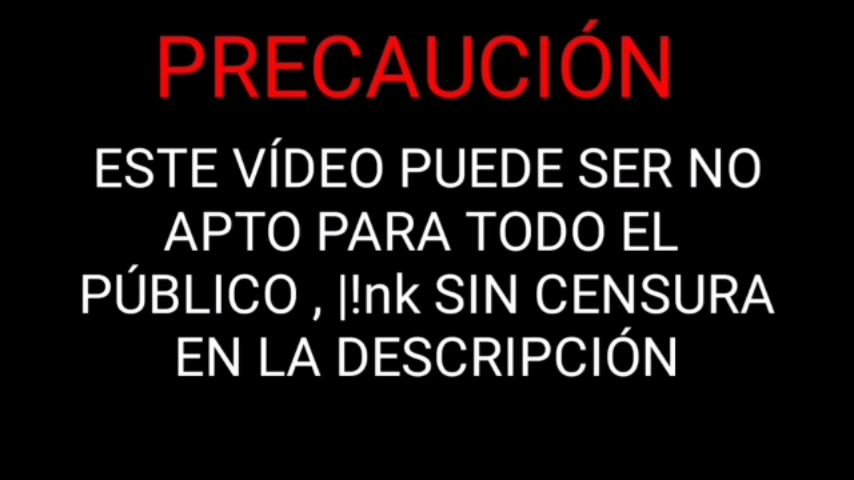 PRECAUCIÓN
ESTE VÍDEO PUEDE SER NO
APTO PARA TODO EL
PÚBLICO , |!nk SIN CENSURA
EN LA DESCRIPCIÓN